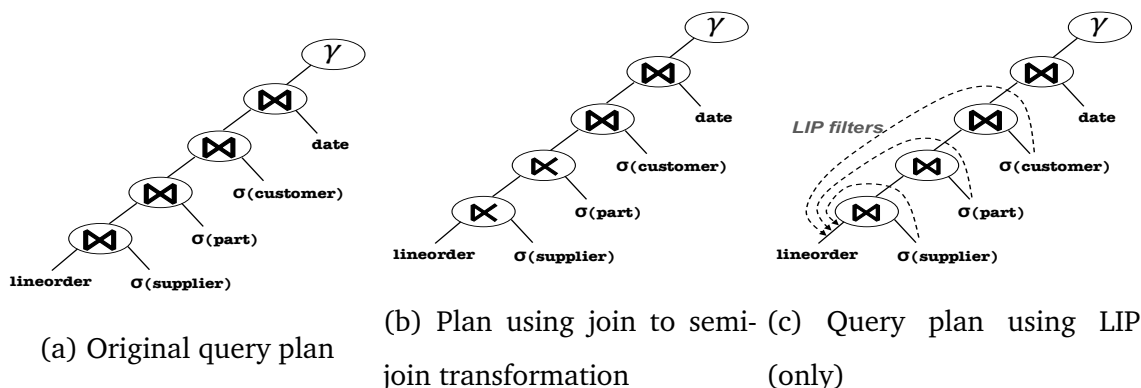 γ
⋈
date
⋈
σ(customer)
⋈
σ(part)
⋈
lineorder
σ(supplier)
(a) Original query plan
γ
⋈
date
⋈
σ(customer)
⋉
σ(part)
⋉
lineorder
σ(supplier)
(b) Plan using join to semi-
join transformation
γ
⋈
date
LIP filters
⋈
σ(customer)
⋈
σ(part)
⋈
lineorder
σ(supplier)
(c) Query plan using LIP
(only)